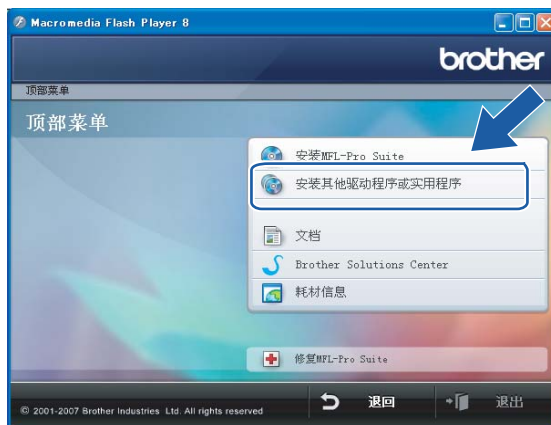 Macromedia Flash Player 8
brother
顶部菜单
顶部菜单
安装MFL-Pro Suite
安装其他驱动程序或实用程序
文档
Brother Solutions Center
耗材信息
修复MFL-Pro Suite
© 2001-2007 Brother Industries Ltd. All rights reserved
退回
退出